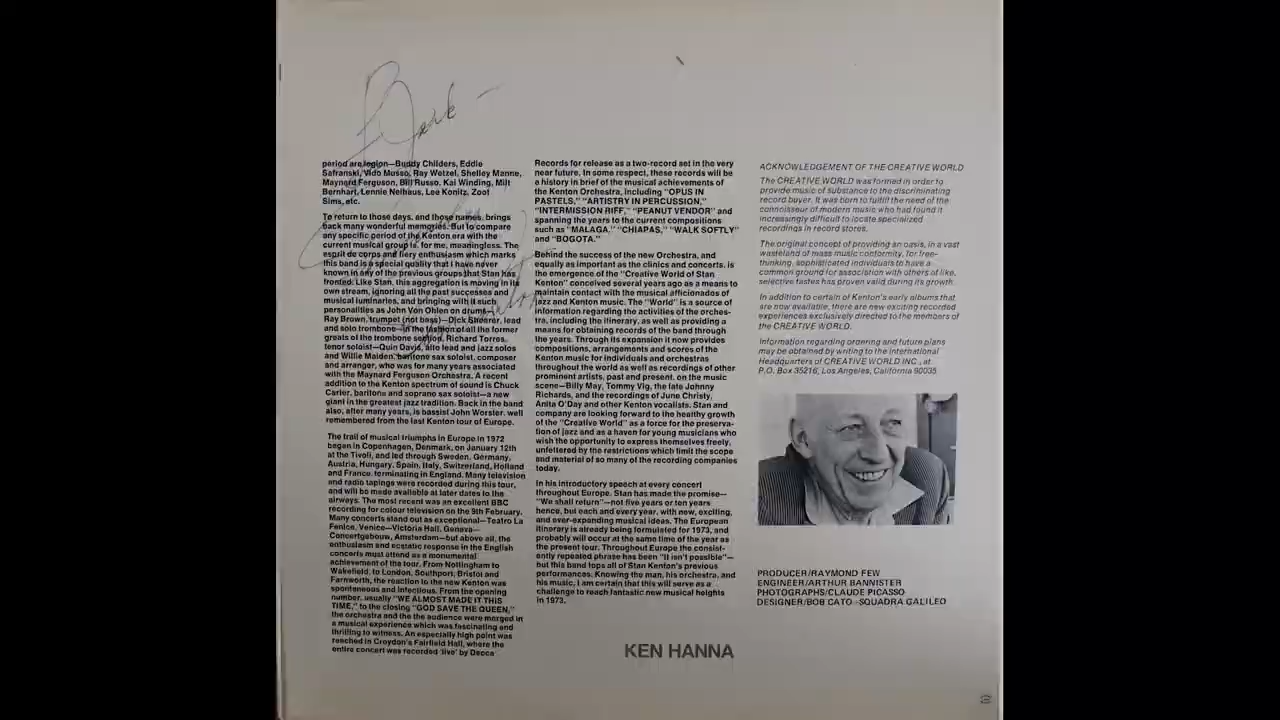 Jack –
period are legion—Buddy Childers, Eddie
Safranski, Vido Musso, Ray Wetzel, Shelley Manne,
Maynard Ferguson, Bill Russo, Kai Winding, Milt
Bernhart, Lennie Neihaus, Lee Konitz, Zoot
Sims, etc.
To return to those days, and those names, brings
back many wonderful memories. But to compare
any specific period of the Kenton era with the
current musical group is, for me, meaningless. The
esprit de corps and fiery enthusiasm which marks
this band is a special quality that I have never
known in any of the previous groups that Stan has
fronted. Like Stan, this aggregation is moving in its
own stream, ignoring all the past successes and
musical luminaries, and bringing with it such
personalities as John Von Ohlen on drums—
Ray Brown, trumpet (not bass)—Dick Shearer, lead
and solo trombone—in the fashion of all the former
greats of the trombone section, Richard Torres,
tenor soloist—Quin David, alto lead and jazz solos
and Willie Maiden, baritone sax soloist, composer
and arranger, who was for many years associated
with the Maynard Ferguson Orchestra. A recent
addition to the Kenton spectrum of sound is Chuck
Carter, baritone and soprano sax soloist—a new
giant in the greatest jazz tradition. Back in the band
also, after many years, is bassist John Worster, well
remembered from the last Kenton tour of Europe.
The trail of musical triumphs in Europe in 1972
began in Copenhagen, Denmark, on January 12th
at the Tivoli, and led through Sweden, Germany,
Austria, Hungary, Spain, Italy, Switzerland, Holland
and France, terminating in England. Many television
and radio tapings were recorded during this tour,
and will be made available at later dates to the
airways. The most recent was an excellent BBC
recording for colour television on the 9th February.
Many concerts stand out as exceptional—Teatro La
Fenice, Venice—Victoria Hall, Geneva—
Concertgebouw, Amsterdam—but above all, the
enthusiasm and ecstatic response in the English
concerts must attend as a monumental
achievement of the tour. From Nottingham to
Wakefield, to London, Southport, Bristol and
Farnworth, the reaction to the new Kenton was
spontaneous and infectious. From the opening
number, usually "WE ALMOST MADE IT THIS
TIME," to the closing "GOD SAVE THE QUEEN,"
the orchestra and the the audience were merged in
a musical experience which was fascinating and
thrilling to witness. An especially high point was
reached in Croydon's Fairfield Hall, where the
entire concert was recorded 'live' by Decca
Records for release as a two-record set in the very
near future. In some respect, these records will be
a history in brief of the musical achievements of
the Kenton Orchestra, including "OPUS IN
PASTELS," "ARTISTRY IN PERCUSSION,"
"INTERMISSION RIFF," "PEANUT VENDOR" and
spanning the years to the current compositions
such as "MALAGA," "CHIAPAS," "WALK SOFTLY"
and "BOGOTA."
Behind the success of the new Orchestra, and
equally as important as the clinics and concerts, is
the emergence of the "Creative World of Stan
Kenton" conceived several years ago as a means to
maintain contact with the musical afficionados of
jazz and Kenton music. The "World" is a source of
information regarding the activities of the orches-
tra, including the itinerary, as well as providing a
means for obtaining records of the band through
the years. Through its expansion it now provides
compositions, arrangements and scores of the
Kenton music for individuals and orchestras
throughout the world as well as recordings of other
prominent artists, past and present, on the music
scene—Billy May, Tommy Vig, the late Johnny
Richards, and the recordings of June Christy,
Anita O'Day and other Kenton vocalists. Stan and
company are looking forward to the healthy growth
of the "Creative World" as a force for the preserva-
tion of jazz and as a haven for young musicians who
wish the opportunity to express themselves freely,
unfettered by the restrictions which limit the scope
and material of so many of the recording companies
today.
In his introductory speech at every concert
throughout Europe, Stan has made the promise—
"We shall return"—not five years or ten years
hence, but each and every year, with new, exciting,
and ever-expanding musical ideas. The European
itinerary is already being formulated for 1973, and
probably will occur at the same time of the year as
the present tour. Throughout Europe the consist-
ently repeated phrase has been "It isn't possible"—
but this band tops all of Stan Kenton's previous
performances. Knowing the man, his orchestra, and
his music, I am certain that this will serve as a
challenge to reach fantastic new musical heights
in 1973.
KEN HANNA
ACKNOWLEDGEMENT OF THE CREATIVE WORLD
The CREATIVE WORLD was formed in order to
provide music of substance to the discriminating
record buyer. It was born to fulfill the need of the
connoisseur of modern music who had found it
increasingly difficult to locate specialized
recordings in record stores.
The original concept of providing an oasis, in a vast
wasteland of mass music conformity, for free-
thinking, sophisticated individuals to have a
common ground for association with others of like,
selective tastes has proven valid during its growth.
In addition to certain of Kenton's early albums that
are now available, there are new exciting recorded
experiences exclusively directed to the members of
the CREATIVE WORLD.
Information regarding ordering and future plans
may be obtained by writing to the International
Headquarters of CREATIVE WORLD INC., at
P.O. Box 35216, Los Angeles, California 90035
PRODUCER/RAYMOND FEW
ENGINEER/ARTHUR BANNISTER
PHOTOGRAPHS/CLAUDE PICASSO
DESIGNER/BOB CATO—SQUADRA GALILEO